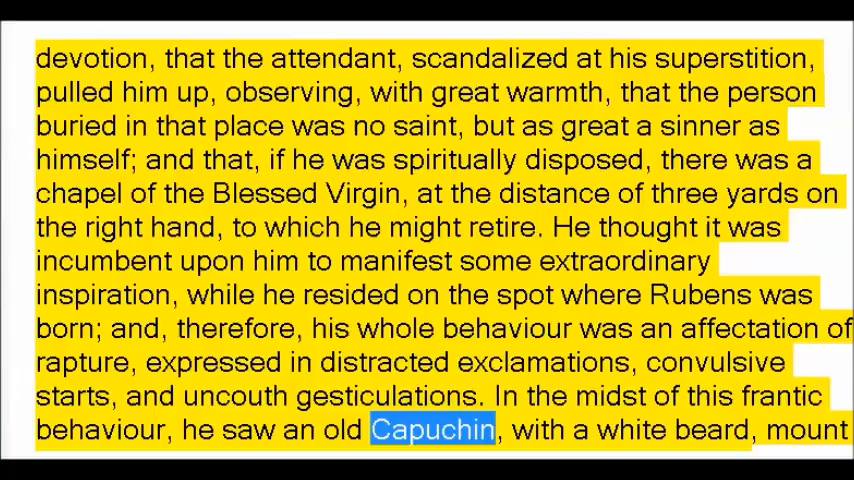 devotion, that the attendant, scandalized at his superstition,
pulled him up, observing, with great warmth, that the person
buried in that place was no saint, but as great a sinner as
himself; and that, if he was spiritually disposed, there was a
chapel of the Blessed Virgin, at the distance of three yards on
the right hand, to which he might retire. He thought it was
incumbent upon him to manifest some extraordinary
inspiration, while he resided on the spot where Rubens was
born; and, therefore, his whole behaviour was an affectation of
rapture, expressed in distracted exclamations, convulsive
starts, and uncouth gesticulations. In the midst of this frantic
behaviour, he saw an old Capuchin, with a white beard, mount